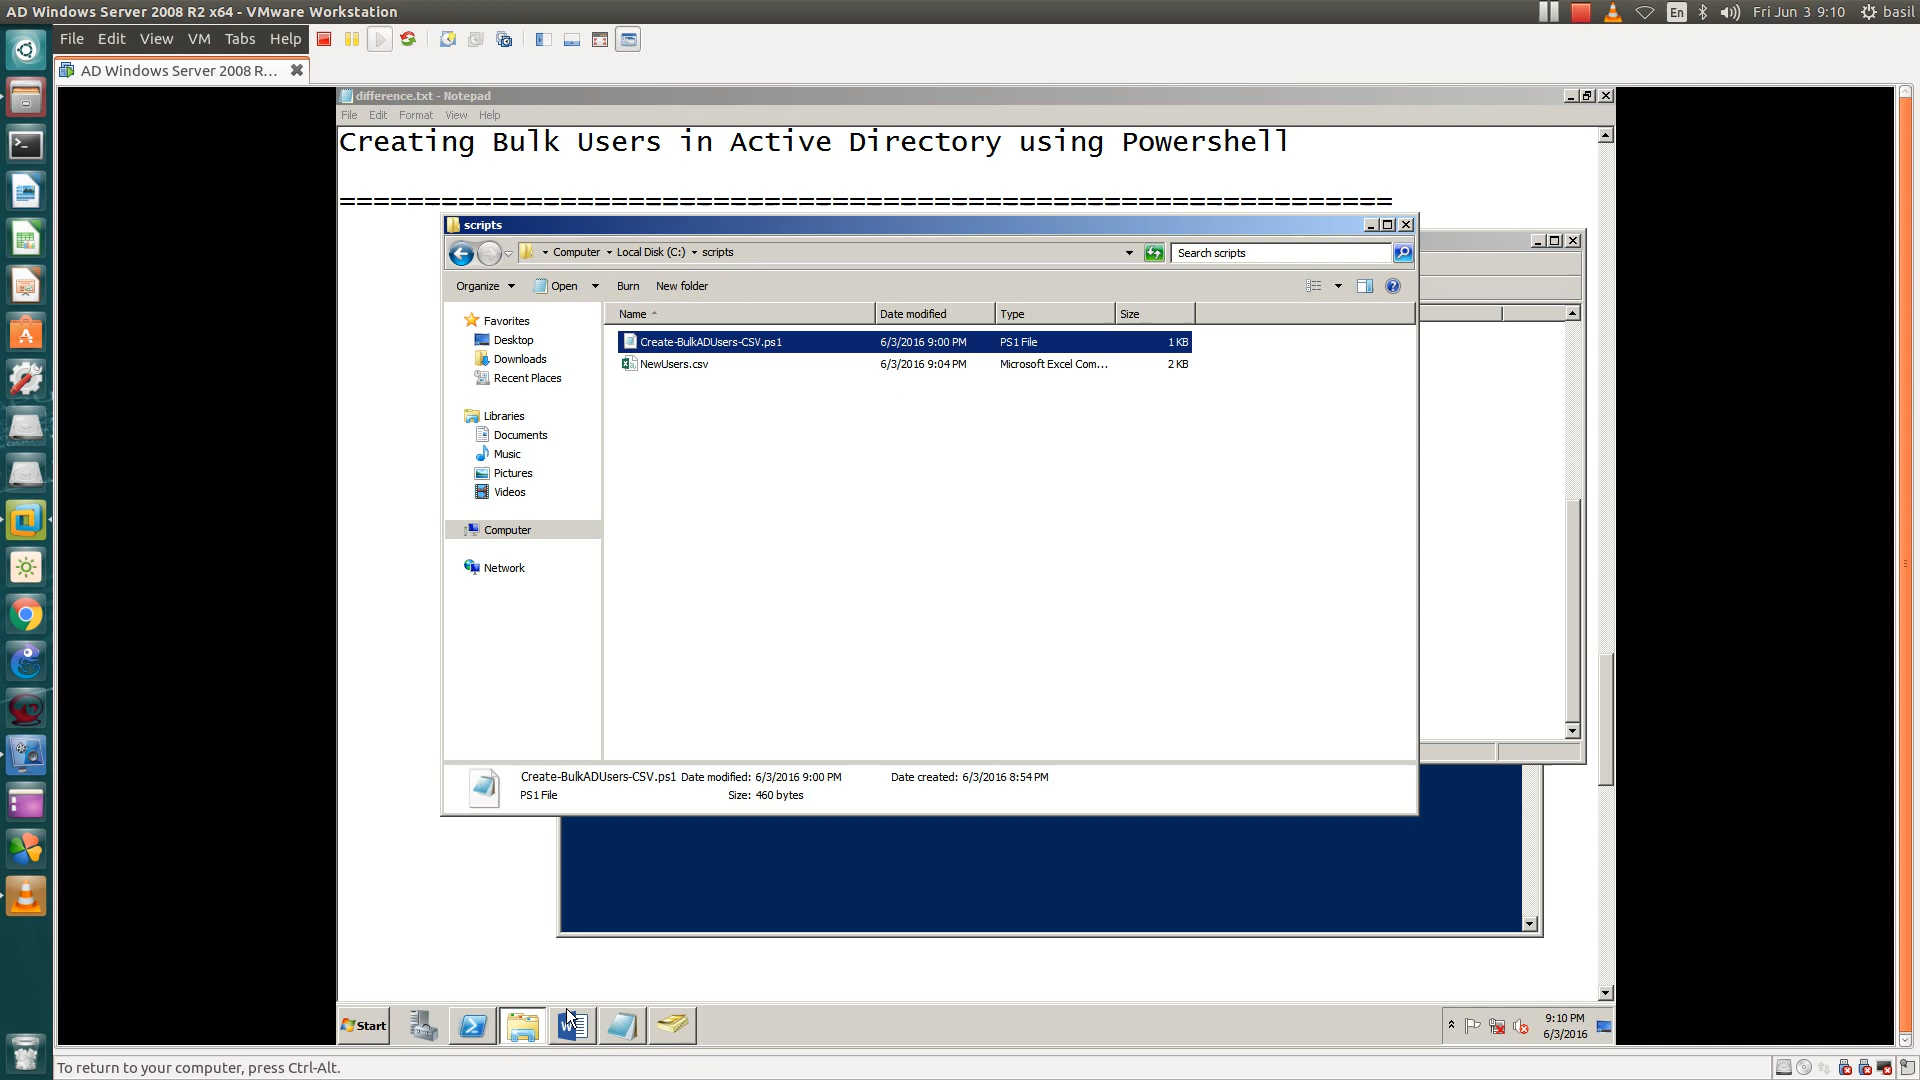 AD Windows Server 2008 R2 x64 - VMware Workstation
En
Fri Jun 3 9:10
basil
File Edit View VM Tabs Help
AD Windows Server 2008 R...
difference.txt - Notepad
File Edit Format View Help
Creating Bulk Users in Active Directory using Powershell
==============================================================
scripts
Computer
Local Disk (C:)
scripts
Search scripts
Organize
Open
Burn
New folder
Name
Date modified
Type
Size
Favorites
Desktop
Downloads
Recent Places
Libraries
Documents
Music
Pictures
Videos
Computer
Network
Create-BulkADUsers-CSV.ps1 6/3/2016 9:00 PM PS1 File 1 KB
NewUsers.csv 6/3/2016 9:04 PM Microsoft Excel Com... 2 KB
Create-BulkADUsers-CSV.ps1 Date modified: 6/3/2016 9:00 PM Date created: 6/3/2016 8:54 PM
PS1 File Size: 460 bytes
Start
9:10 PM
6/3/2016
To return to your computer, press Ctrl-Alt.